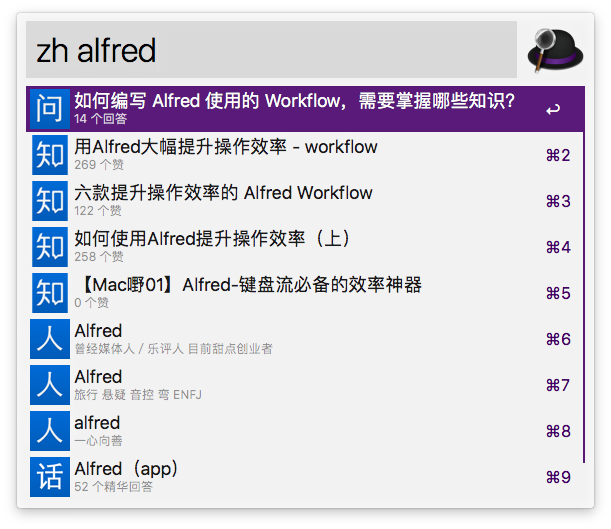 zh alfred
问
如何编写 Alfred 使用的 Workflow，需要掌握哪些知识？
14 个回答
↩
知
用Alfred大幅提升操作效率 - workflow
269 个赞
⌘2
知
六款提升操作效率的 Alfred Workflow
122 个赞
⌘3
知
如何使用Alfred提升操作效率（上）
258 个赞
⌘4
知
【Mac嘢01】Alfred-键盘流必备的效率神器
0 个赞
⌘5
人
Alfred
曾经媒体人 / 乐评人 目前甜点创业者
⌘6
人
Alfred
旅行 悬疑 音控 弯 ENFJ
⌘7
人
alfred
一心向善
⌘8
话
Alfred（app）
52 个精华回答
⌘9